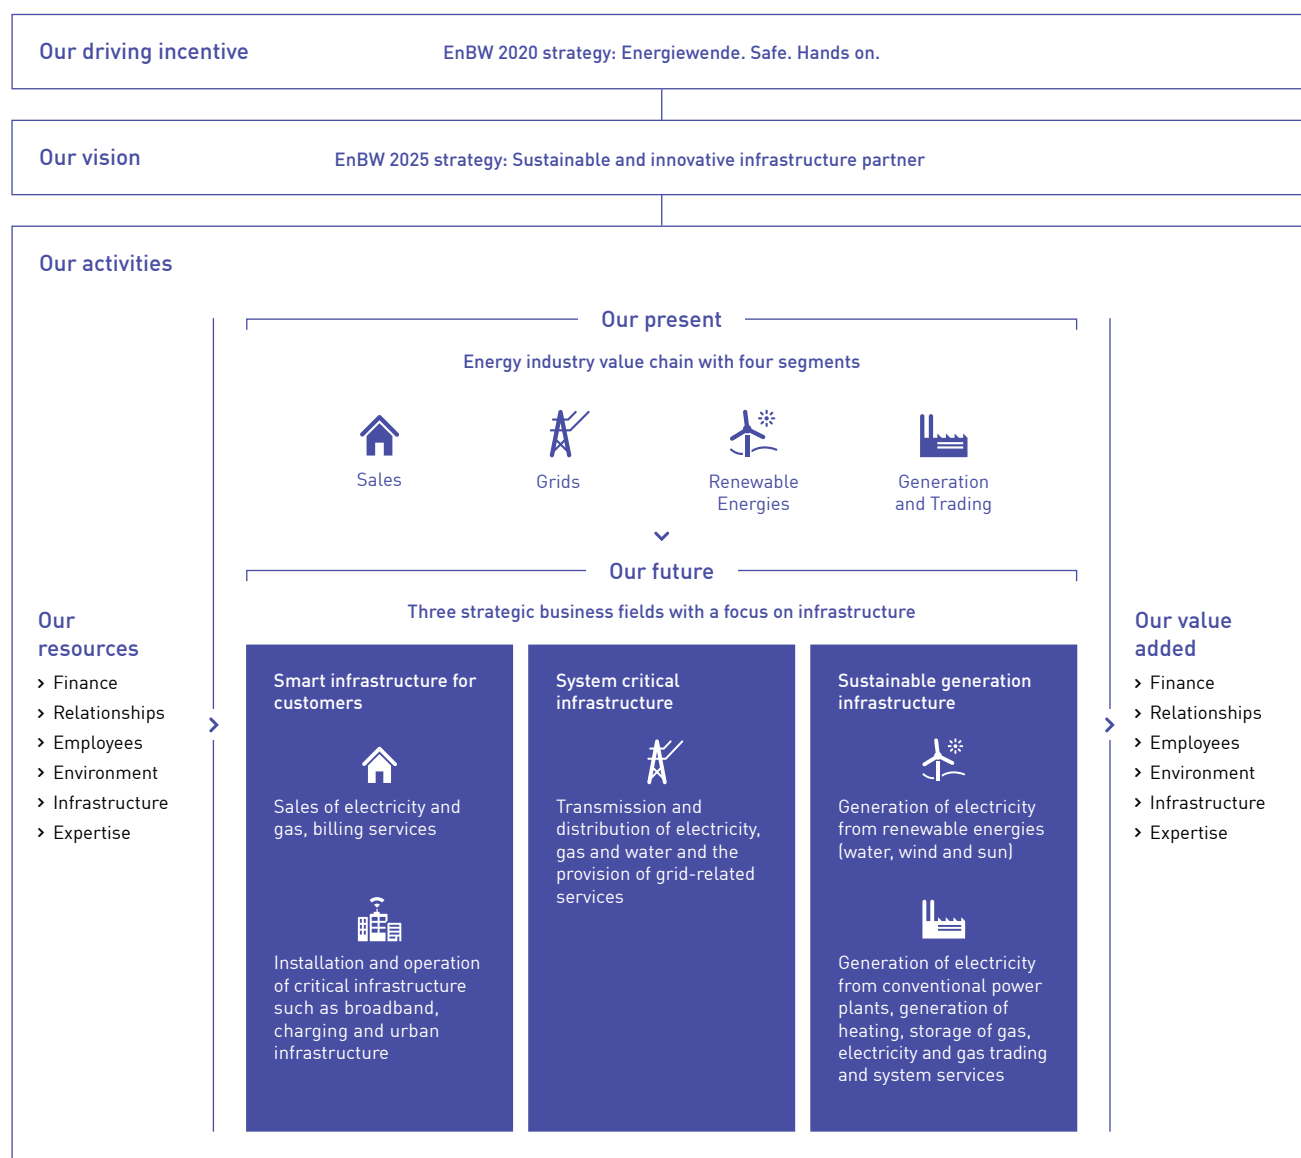 Our driving incentive
EnBW 2020 strategy: Energiewende. Safe. Hands on.
Our vision
EnBW 2025 strategy: Sustainable and innovative infrastructure partner
Our activities
Our present
Energy industry value chain with four segments
Sales
Grids
Renewable
Energies
Generation
and Trading
Our future
Three strategic business fields with a focus on infrastructure
Our
resources
Finance
Relationships
Employees
Environment
Infrastructure
Expertise
Smart infrastructure for
customers
Sales of electricity and
gas, billing services
Installation and operation
of critical infrastructure
such as broadband,
charging and urban
infrastructure
System critical
infrastructure
Transmission and
distribution of electricity,
gas and water and the
provision of grid-related
services
Sustainable generation
infrastructure
Generation of electricity
from renewable energies
(water, wind and sun)
Generation of electricity
from conventional power
plants, generation of
heating, storage of gas,
electricity and gas trading
and system services
Our value
added
Finance
Relationships
Employees
Environment
Infrastructure
Expertise